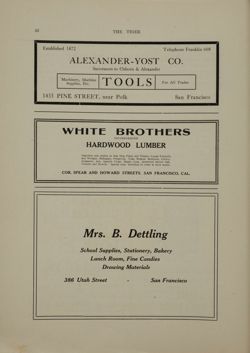 THE TIGER
Established 1872 Telephone Franklin 608
ALEXANDER-YOST CO.
Successors to Osborn & Alexander
Machinery, Machine
Supplies, Etc.
TOOLS
For All Trades
1431 PINE STREET, near Polk San Francisco
WHITE BROTHERS
HARDWOOD LUMBER
COR. SPEAR AND HOWARD STREETS, SAN FRANCISCO, CAL.
Mrs. B. Dettling
School Supplies, Stationery, Bakery
Lunch Room, Fine Candies
Drawing Materials
386 Utah Street - San Francisco